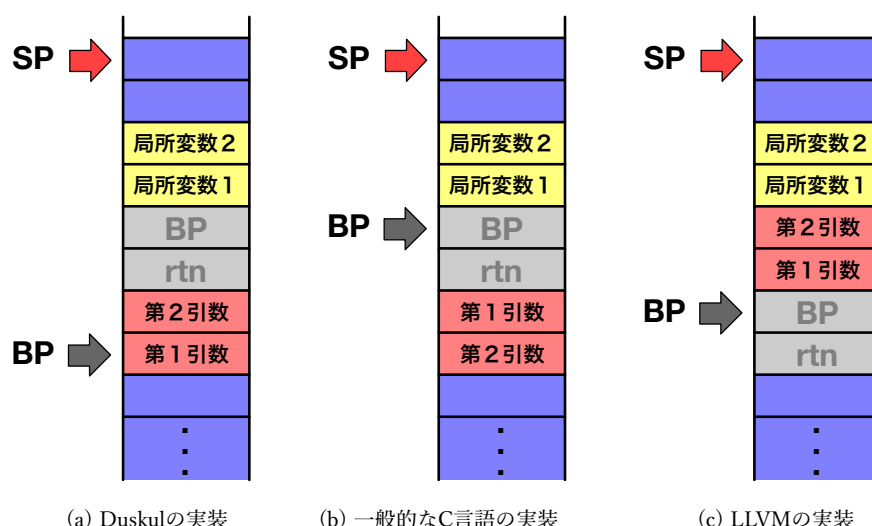 SP
局所変数2
局所変数1
BP
rtn
第2引数
BP
第1引数
(a) Duskulの実装
SP
局所変数2
局所変数1
BP
BP
rtn
第1引数
第2引数
(b) 一般的なC言語の実装
SP
局所変数2
局所変数1
第2引数
第1引数
BP
BP
rtn
(c) LLVMの実装